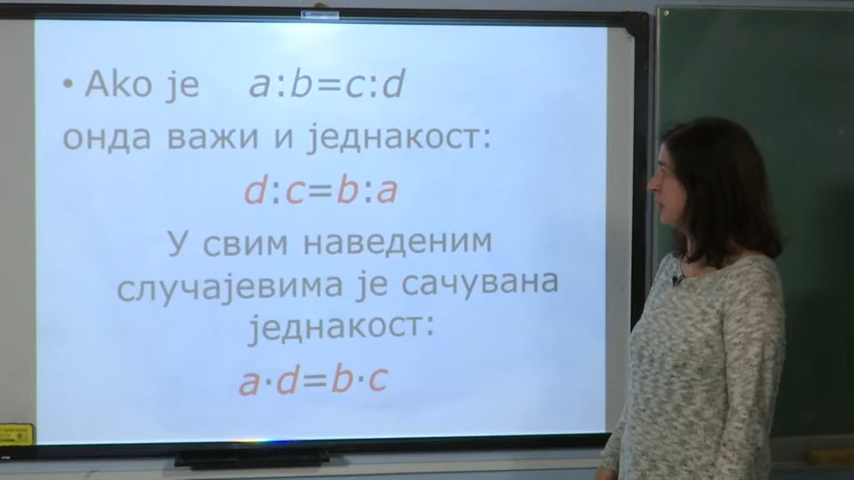 • Ако је a:b=c:d
онда важи и једнакост:
d:c=b:a
У свим наведеним
случајевима је сачувана
једнакост:
a·d=b·c